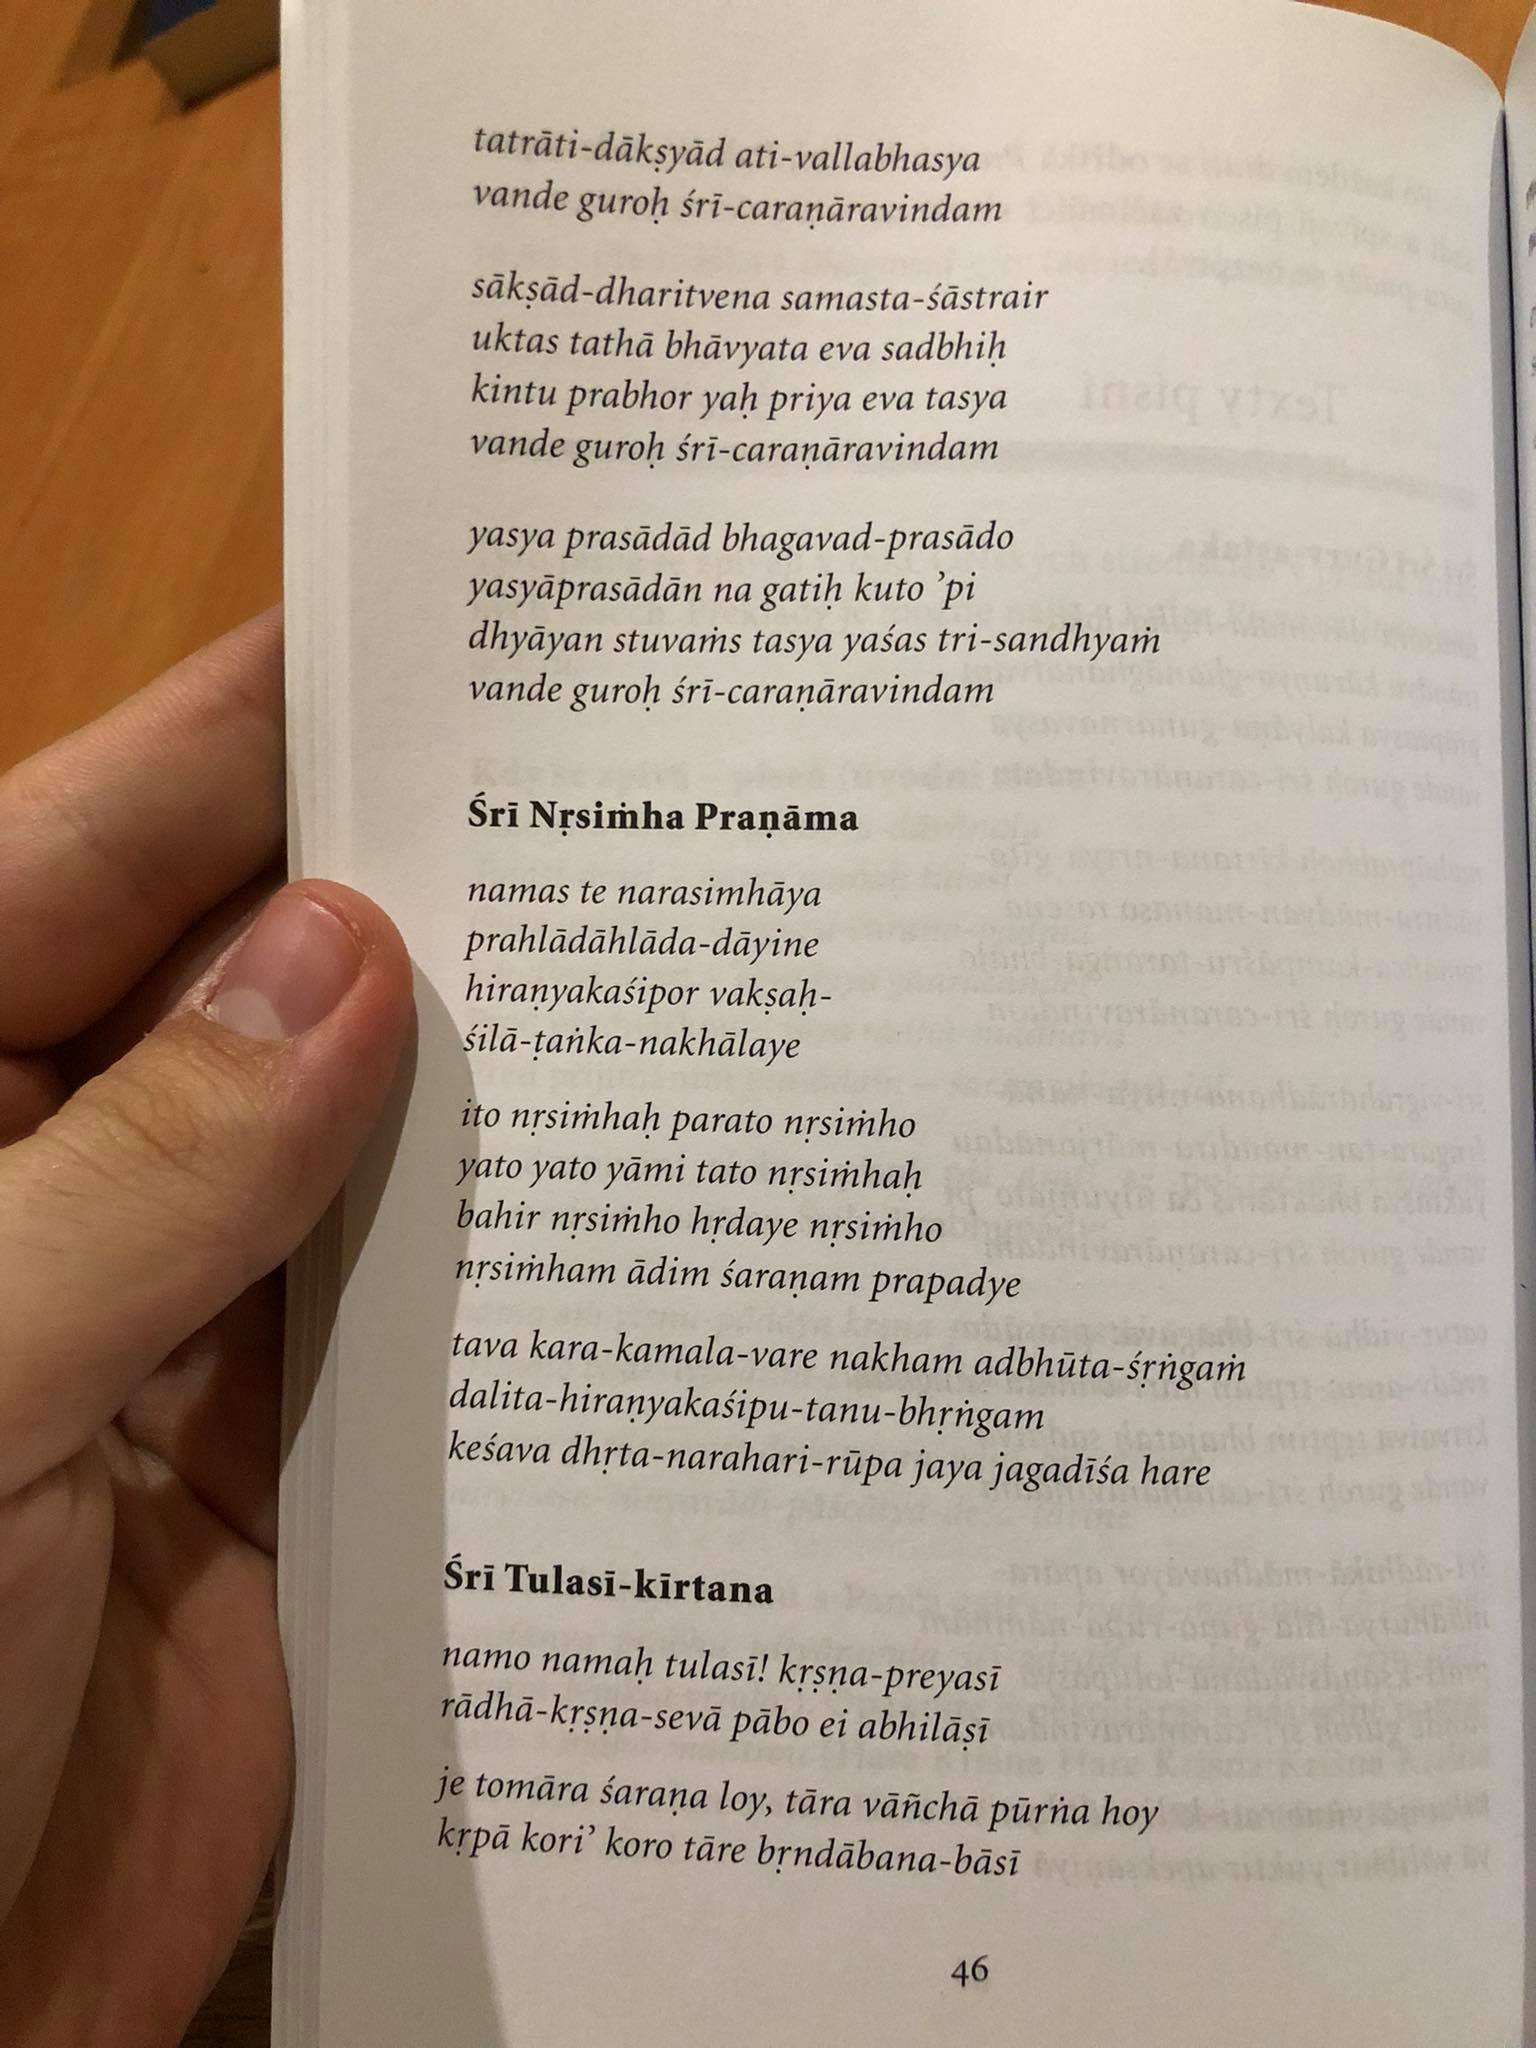 tatrāti-dākṣyād ati-vallabhasya
vande guroḥ śrī-caraṇāravindam
sākṣād-dharitvena samasta-śāstrair
uktas tathā bhāvyata eva sadbhiḥ
kintu prabhor yaḥ priya eva tasya
vande guroḥ śrī-caraṇāravindam
yasya prasādād bhagavad-prasādo
yasyāprasādān na gatiḥ kuto ’pi
dhyāyan stuvaṁs tasya yaśas tri-sandhyaṁ
vande guroḥ śrī-caraṇāravindam
Śrī Nṛsiṁha Praṇāma
namas te narasimhāya
prahlādāhlāda-dāyine
hiraṇyakaśipor vakṣaḥ-
śilā-ṭaṅka-nakhālaye
ito nṛsiṁhaḥ parato nṛsiṁho
yato yato yāmi tato nṛsiṁhaḥ
bahir nṛsiṁho hṛdaye nṛsiṁho
nṛsiṁham ādim śaraṇam prapadye
tava kara-kamala-vare nakham adbhūta-śṛṅgaṁ
dalita-hiraṇyakaśipu-tanu-bhṛṅgam
keśava dhṛta-narahari-rūpa jaya jagadīśa hare
Śrī Tulasī-kīrtana
namo namaḥ tulasī! kṛṣṇa-preyasī
rādhā-kṛṣṇa-sevā pābo ei abhilāṣī
je tomāra śaraṇa loy, tāra vāñchā pūrṅa hoy
kṛpā kori’ koro tāre bṛndābana-bāsī
46